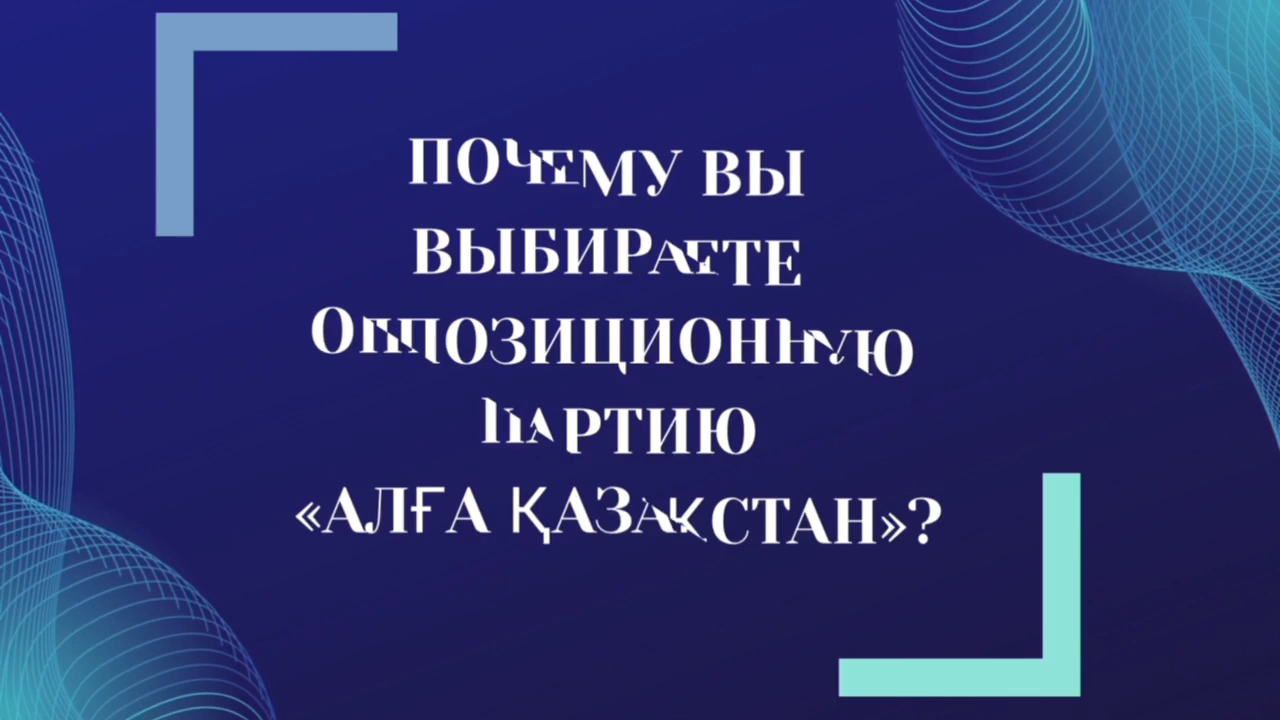 ПОЧЕМУ ВЫ
ВЫБИРАЕТЕ
ОППОЗИЦИОННУЮ
ПАРТИЮ
«АЛҒА ҚАЗАҚСТАН»?